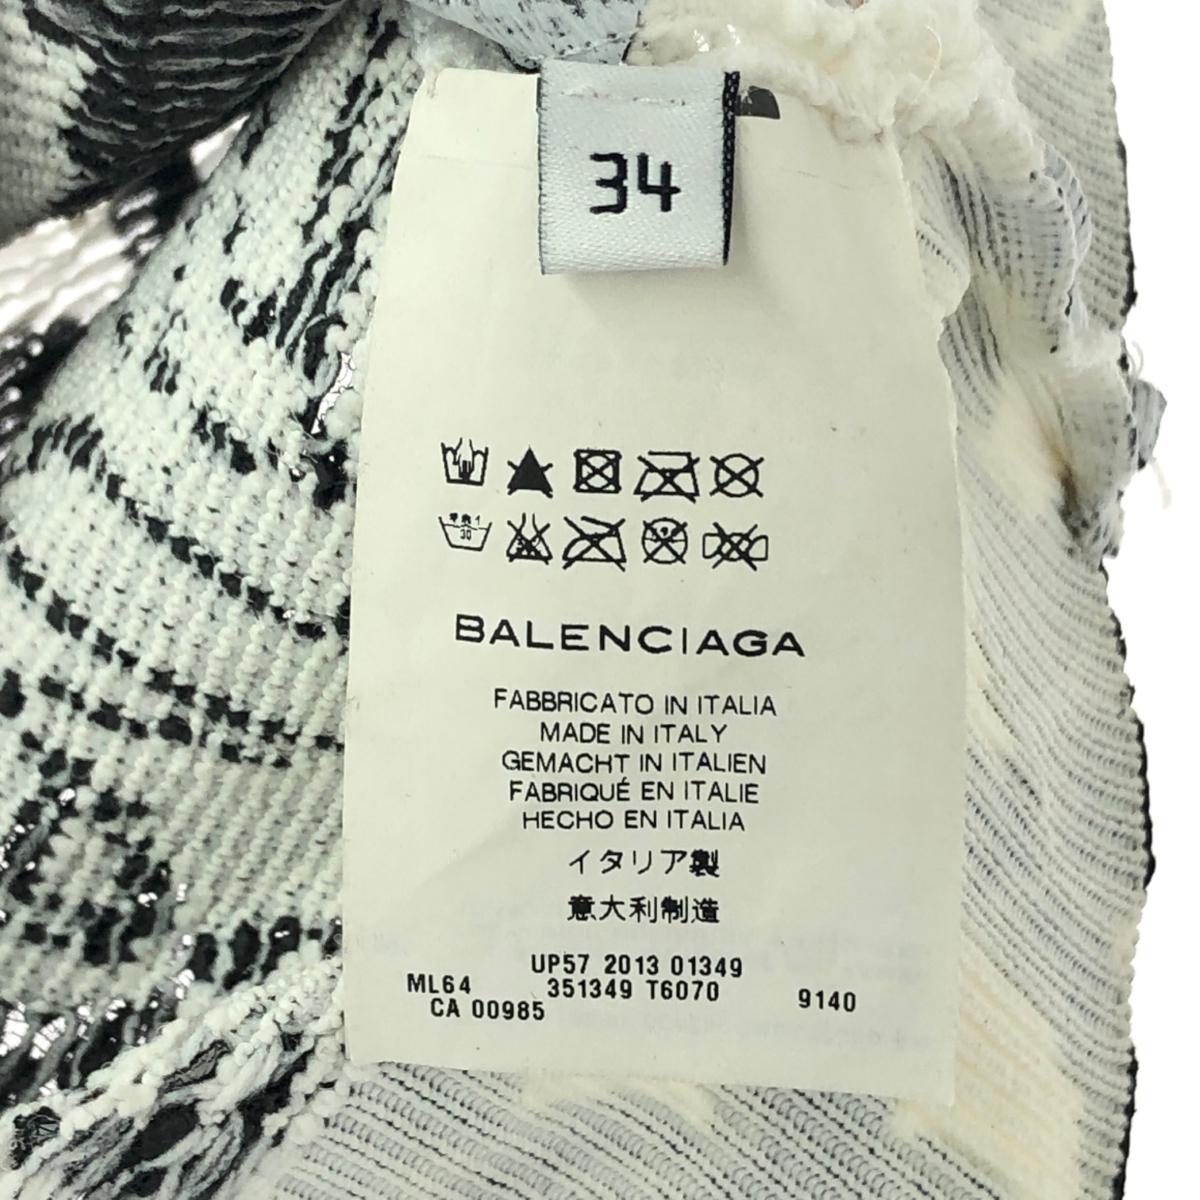 34
30
BALENCIAGA
FABBRICATO IN ITALIA
MADE IN ITALY
GEMACHT IN ITALIEN
FABRIQUÉ EN ITALIE
HECHO EN ITALIA
イタリア製
意大利制造
UP57 2013 01349
ML64 351349 T6070 9140
CA 00985